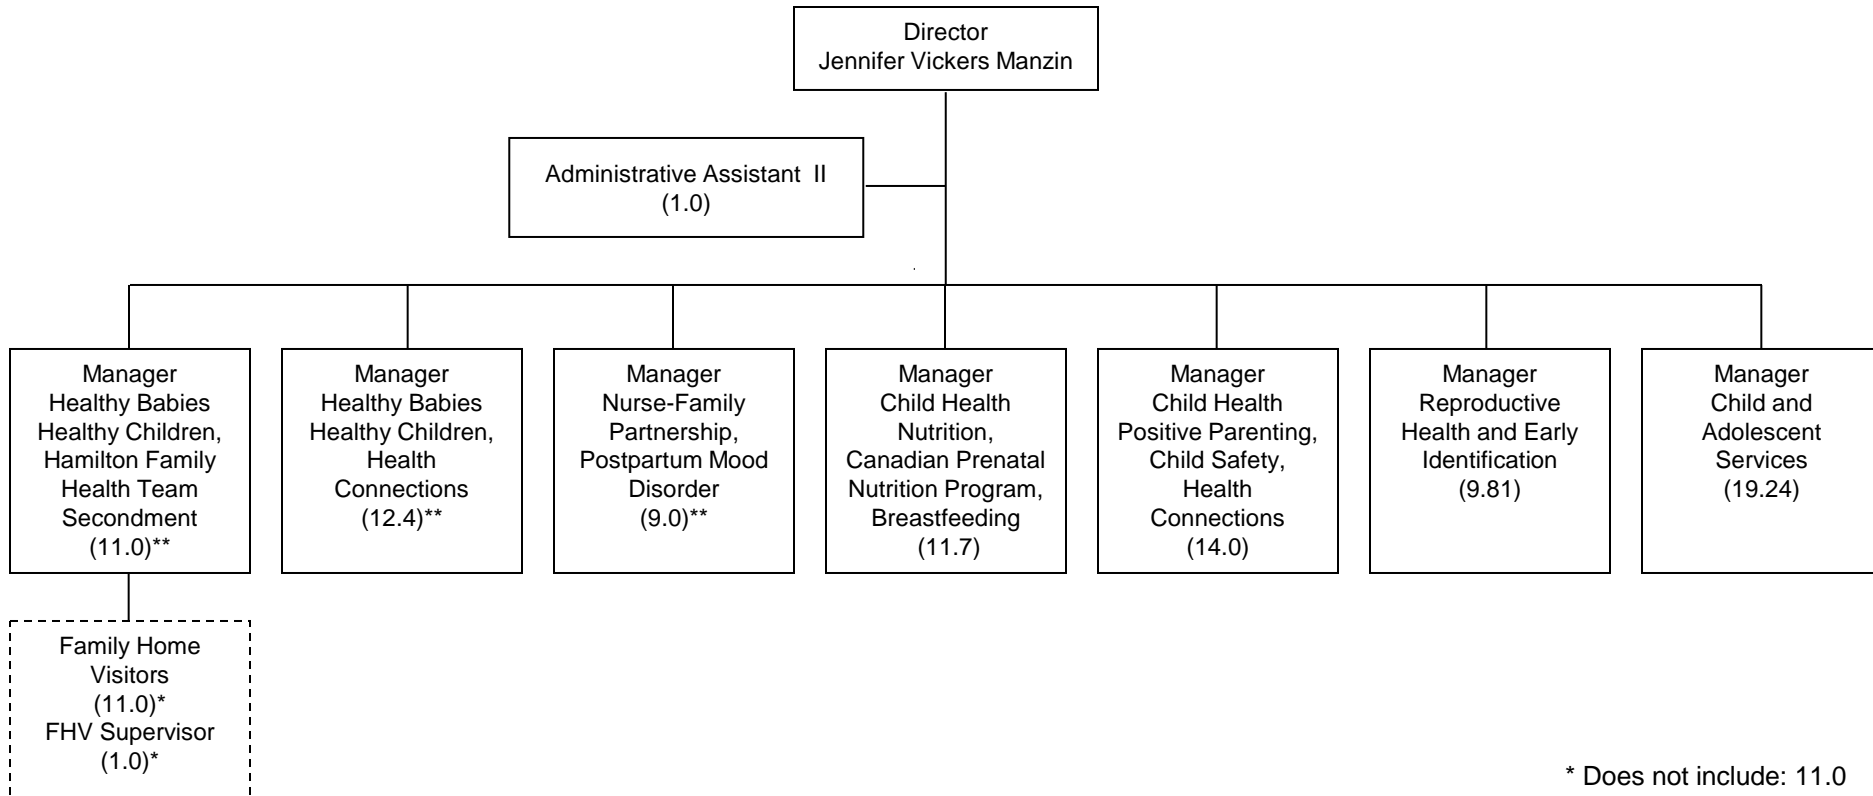 Director
Jennifer Vickers Manzin
Administrative Assistant II
(1.0)
Manager
Healthy Babies
Healthy Children,
Hamilton Family
Health Team
Secondment
(11.0)**
Manager
Healthy Babies
Healthy Children,
Health
Connections
(12.4)**
Manager
Nurse-Family
Partnership,
Postpartum Mood
Disorder
(9.0)**
Manager
Child Health
Nutrition,
Canadian Prenatal
Nutrition Program,
Breastfeeding
(11.7)
Manager
Child Health
Positive Parenting,
Child Safety,
Health
Connections
(14.0)
Manager
Reproductive
Health and Early
Identification
(9.81)
Manager
Child and
Adolescent
Services
(19.24)
Family Home
Visitors
(11.0)*
FHV Supervisor
(1.0)*
* Does not include: 11.0